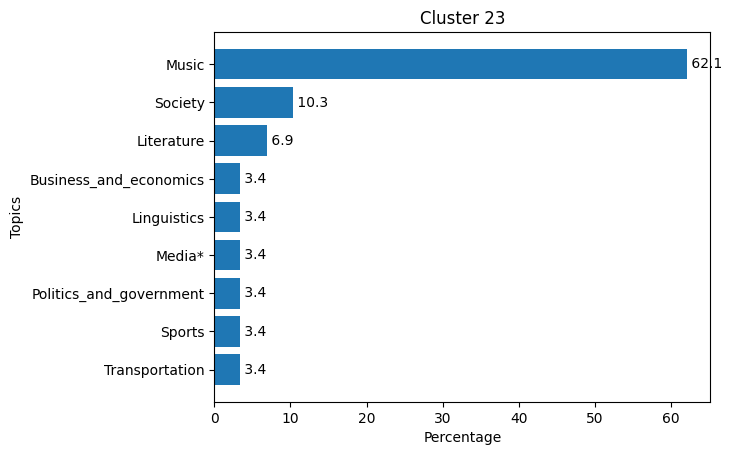 Cluster 23
Topics
Music 62.1
Society 10.3
Literature 6.9
Business_and_economics 3.4
Linguistics 3.4
Media* 3.4
Politics_and_government 3.4
Sports 3.4
Transportation 3.4
0 10 20 30 40 50 60
Percentage